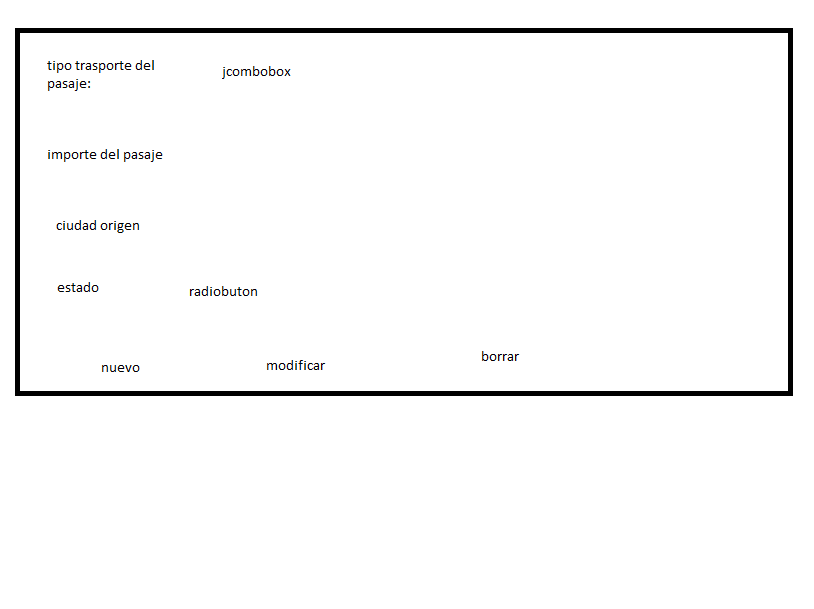 tipo trasporte del
pasaje:
jcombobox
importe del pasaje
ciudad origen
estado
radiobuton
nuevo
modificar
borrar